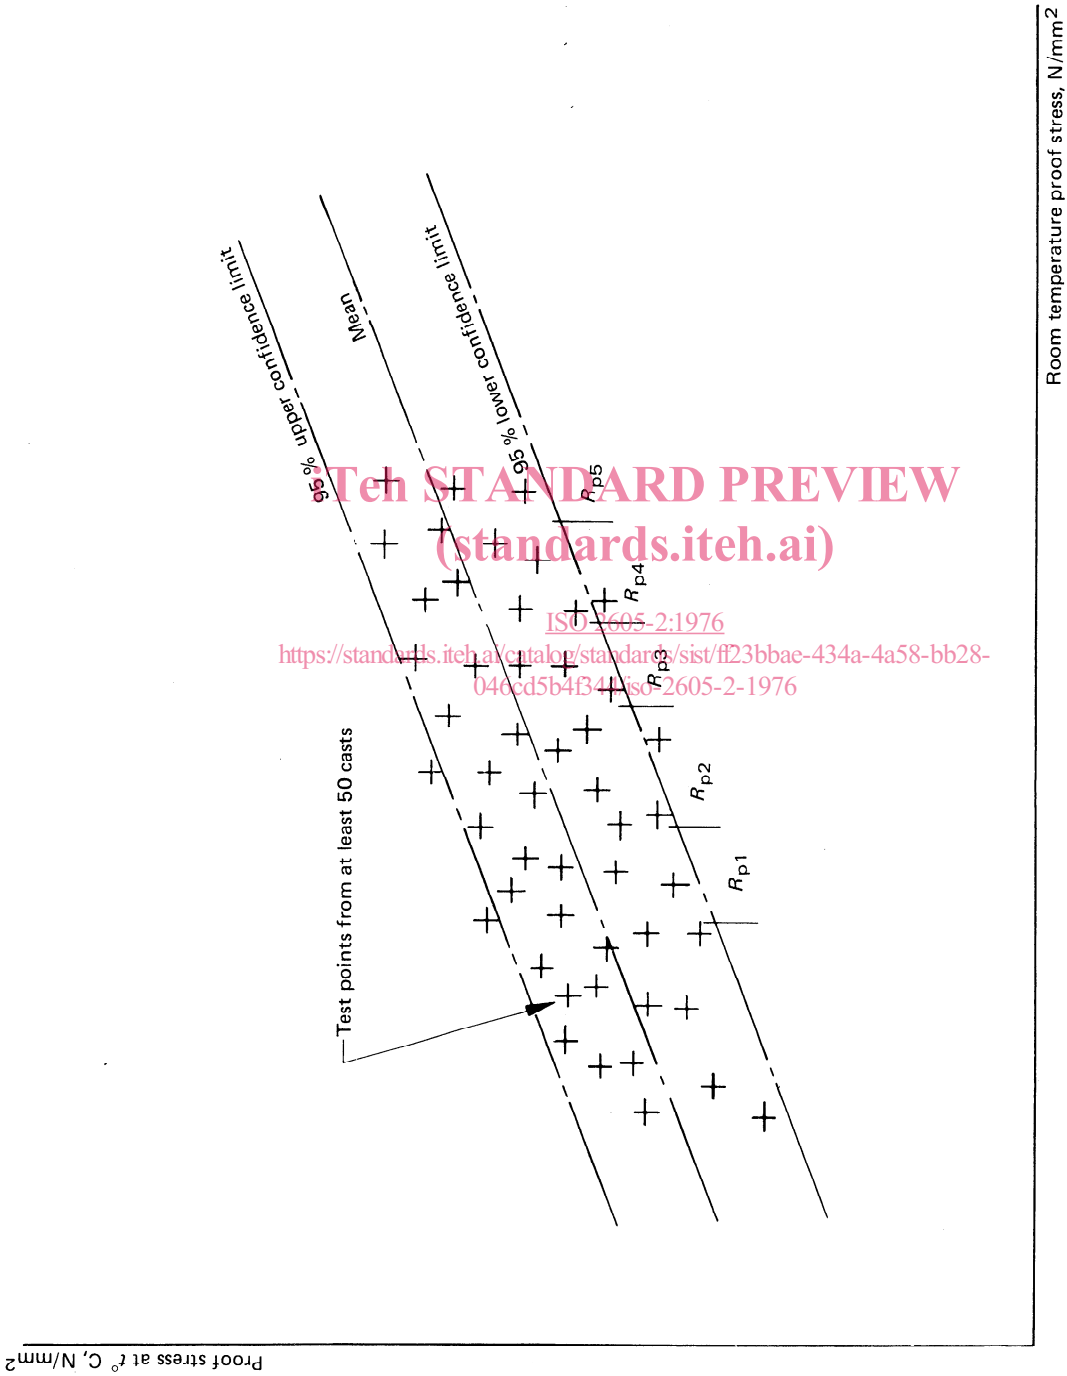 Room temperature proof stress, N/mm²
95 % upper confidence limit
Mean
95 % lower confidence limit
iTeh STANDARD PREVIEW
(standards.iteh.ai)
ISO 2605-2:1976
https://standards.iteh.ai/catalog/standards/sist/ff23bbae-434a-4a58-bb28-
046cd5b4f344/iso-2605-2-1976
Rp5
Rp4
Rp3
Rp2
Rp1
Test points from at least 50 casts
Proof stress at t° C, N/mm²